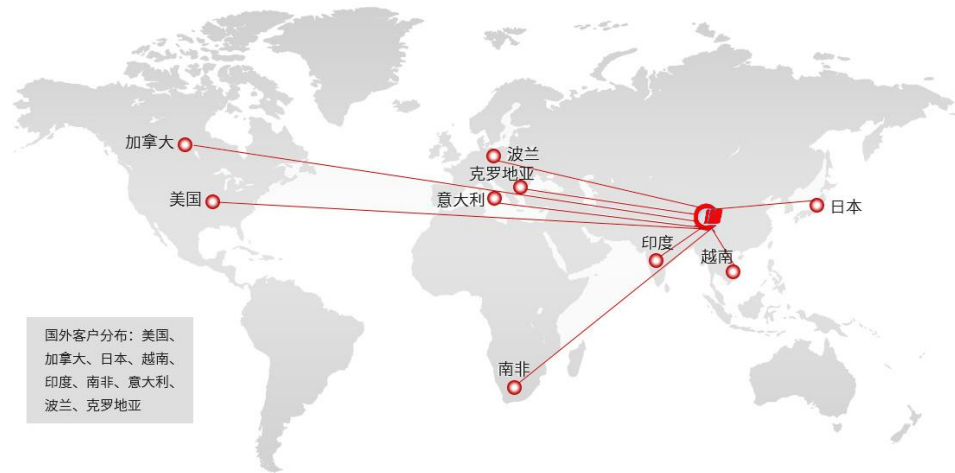 加拿大
波兰
克罗地亚
美国
意大利
日本
印度
越南
国外客户分布：美国、
加拿大、日本、越南、
印度、南非、意大利、
波兰、克罗地亚
南非